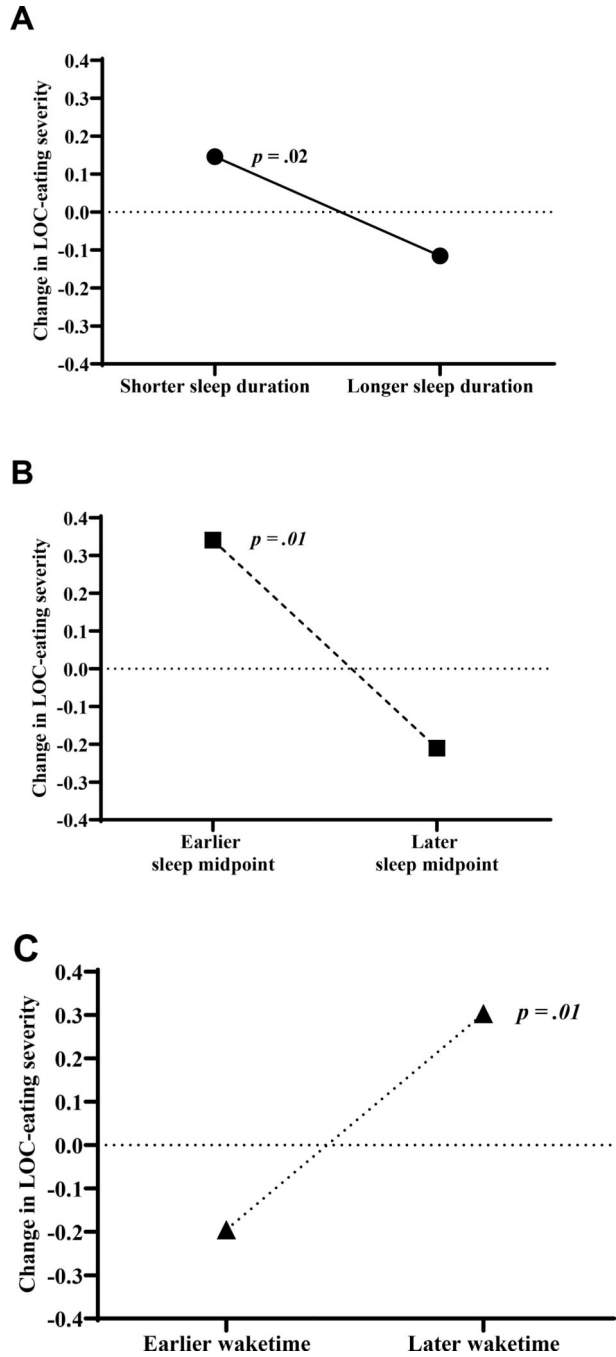 A
Change in LOC-eating severity
0.4
0.3
0.2
0.1
0.0
-0.1
-0.2
-0.3
-0.4
p = .02
Shorter sleep duration
Longer sleep duration
B
Change in LOC-eating severity
0.4
0.3
0.2
0.1
0.0
-0.1
-0.2
-0.3
-0.4
p = .01
Earlier
sleep midpoint
Later
sleep midpoint
C
Change in LOC-eating severity
0.4
0.3
0.2
0.1
0.0
-0.1
-0.2
-0.3
-0.4
p = .01
Earlier waketime
Later waketime